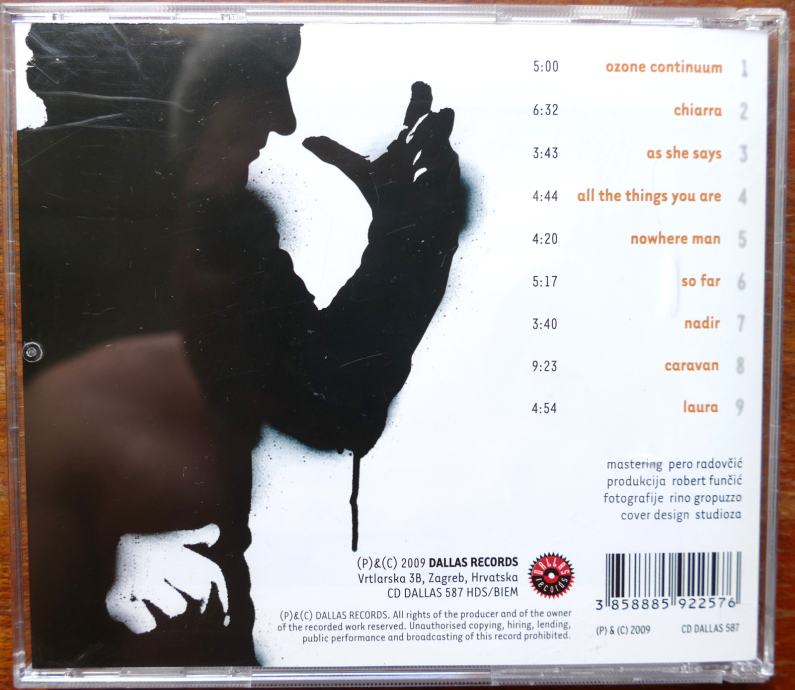 5:00 ozone continuum 1
6:32 chiarra 2
3:43 as she says 3
4:44 all the things you are 4
4:20 nowhere man 5
5:17 so far 6
3:40 nadir 7
9:23 caravan 8
4:54 laura 9
mastering pero radovčić
produkcija robert funčić
fotografije rino gropuzzo
cover design studioza
(P)&(C) 2009 DALLAS RECORDS
Vrtlarska 3B, Zagreb, Hrvatska
CD DALLAS 587 HDS/BIEM
DALLAS
RECORDS
(P)&(C) DALLAS RECORDS. All rights of the producer and of the owner
of the recorded work reserved. Unauthorised copying, hiring, lending,
public performance and broadcasting of this record prohibited.
3 858885 922576
(P) & (C) 2009 CD DALLAS 587